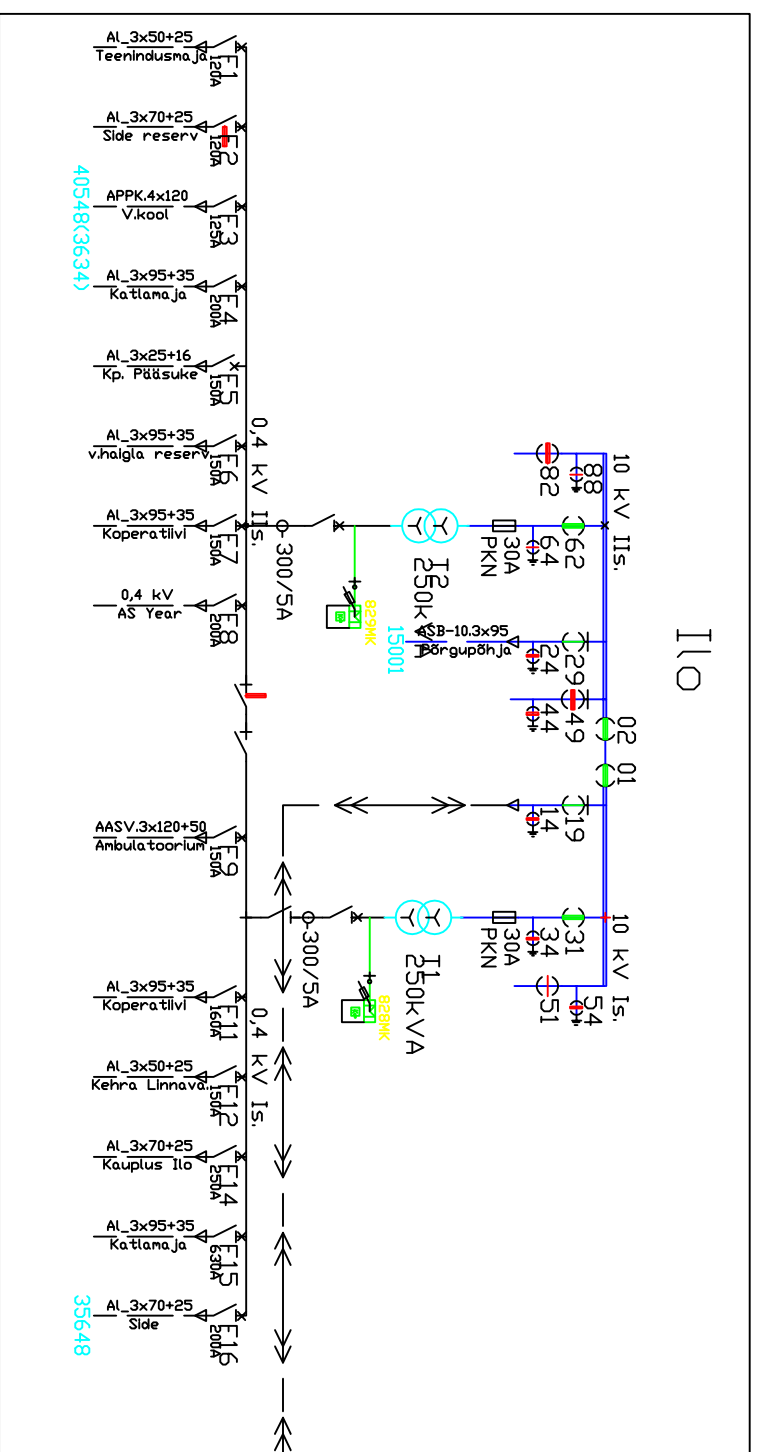 Ilo
10 kV IIs.
10 kV Is.
82
88
62
64
30A
PKN
29
24
ASB-10.3x95
Põrgupõhja
15001
49
44
02
01
19
14
31
34
30A
PKN
51
54
T2
250kVA
829MK
300/5A
T1
250kVA
828MK
300/5A
0,4 kV IIs.
0,4 kV Is.
Al_3x50+25
Teenindusmaja
F1
120A
Al_3x70+25
Side reserv
F2
120A
APPK.4x120
V.kool
F3
125A
40548(3634)
Al_3x95+35
Katlamaja
F4
200A
Al_3x25+16
Kp. Pääsuke
F5
150A
Al_3x95+35
v.haigla reserv
F6
150A
Al_3x95+35
Koperatiivi
F7
150A
0,4 kV
AS Year
F8
200A
AASV.3x120+50
Ambulatoorium
F9
150A
Al_3x95+35
Koperatiivi
F11
160A
Al_3x50+25
Kehra Linnava.
F12
150A
Al_3x70+25
Kauplus Ilo
F14
250A
Al_3x95+35
Katlamaja
F15
630A
Al_3x70+25
Side
F16
200A
35648